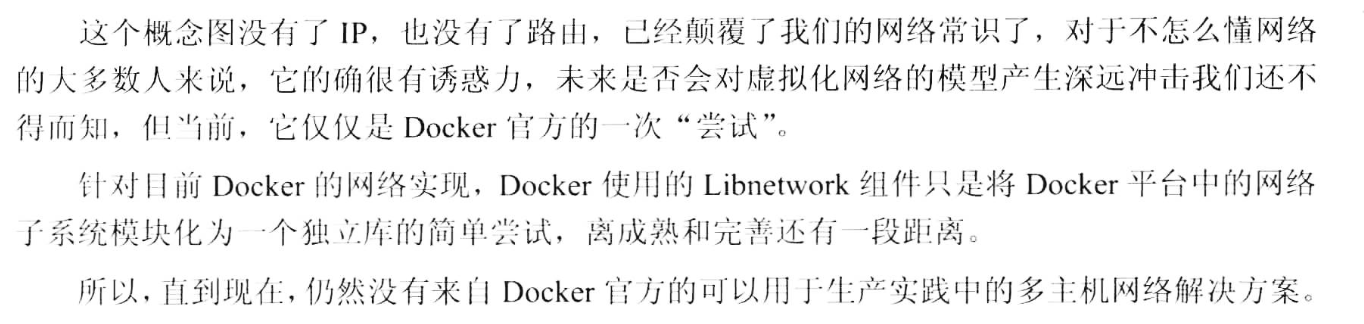 这个概念图没有了 IP，也没有了路由，已经颠覆了我们的网络常识了，对于不怎么懂网络
的大多数人来说，它的确很有诱惑力，未来是否会对虚拟化网络的模型产生深远冲击我们还不
得而知，但当前，它仅仅是 Docker 官方的一次“尝试”。
针对目前 Docker 的网络实现，Docker 使用的 Libnetwork 组件只是将 Docker 平台中的网络
子系统模块化为一个独立库的简单尝试，离成熟和完善还有一段距离。
所以，直到现在，仍然没有来自 Docker 官方的可以用于生产实践中的多主机网络解决方案。